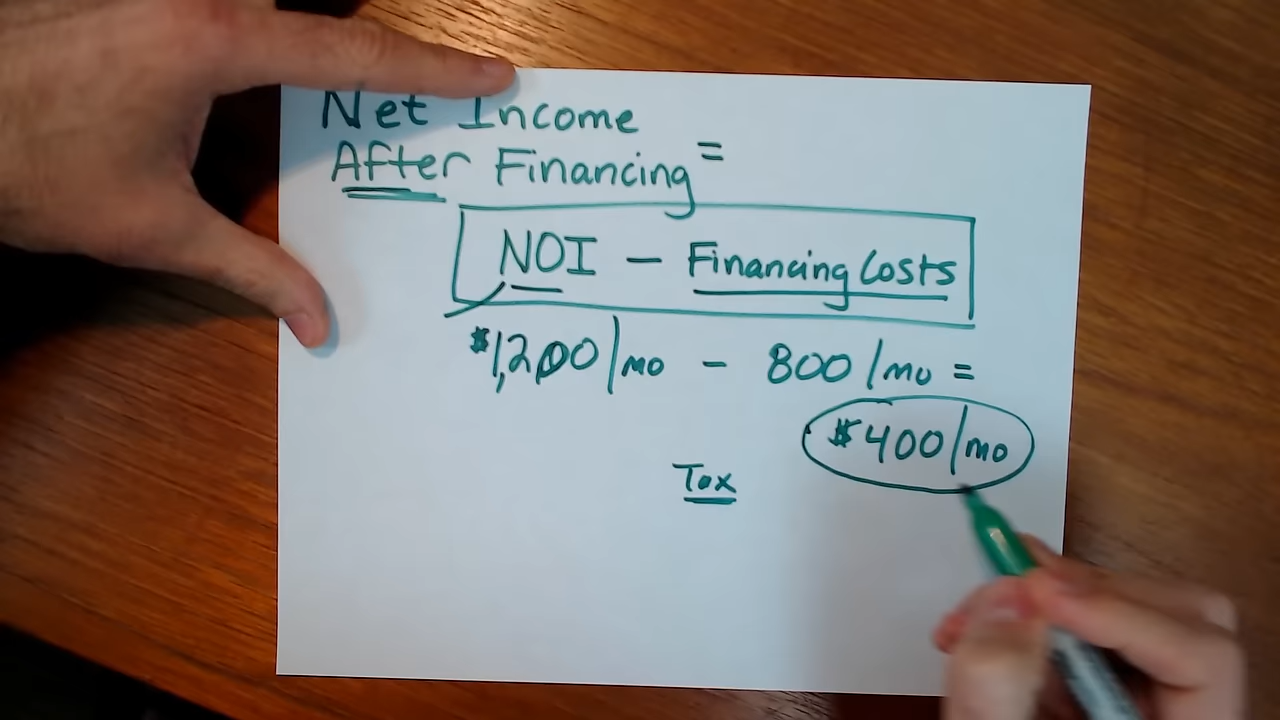 Net Income
After Financing =
NOI - Financing Costs
$1,200/mo - 800/mo =
$400/mo
Tax